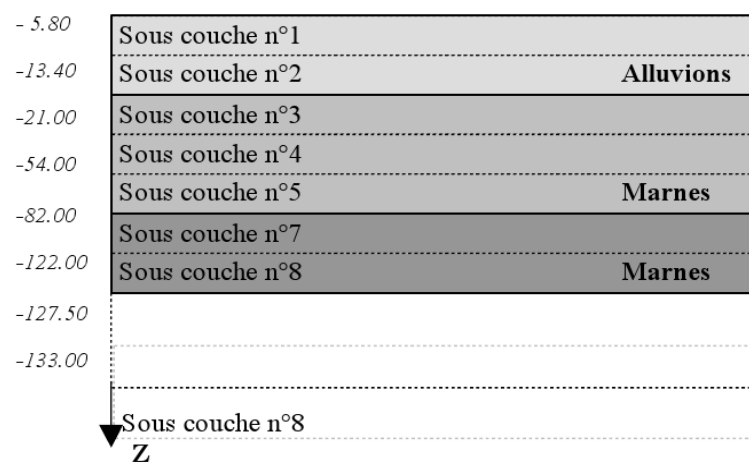 - 5.80
Sous couche n°1
-13.40
Sous couche n°2 Alluvions
-21.00
Sous couche n°3
-54.00
Sous couche n°4
Sous couche n°5 Marnes
-82.00
Sous couche n°7
-122.00
Sous couche n°8 Marnes
-127.50
-133.00
Sous couche n°8
Z